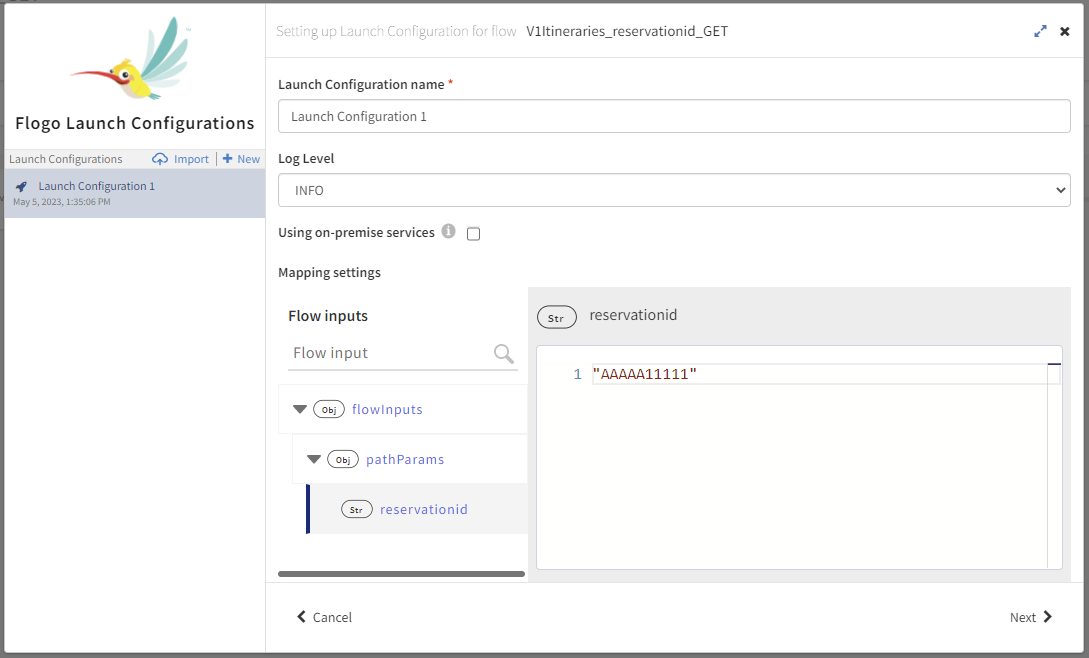 Flogo Launch Configurations
Launch Configurations Import New
Launch Configuration 1
May 5, 2023, 1:35:06 PM
Setting up Launch Configuration for flow V1Itineraries_reservationid_GET
Launch Configuration name *
Launch Configuration 1
Log Level
INFO
Using on-premise services
Mapping settings
Flow inputs
Flow input
Obj flowInputs
Obj pathParams
Str reservationid
Str reservationid
1 "AAAAA11111"
Cancel
Next